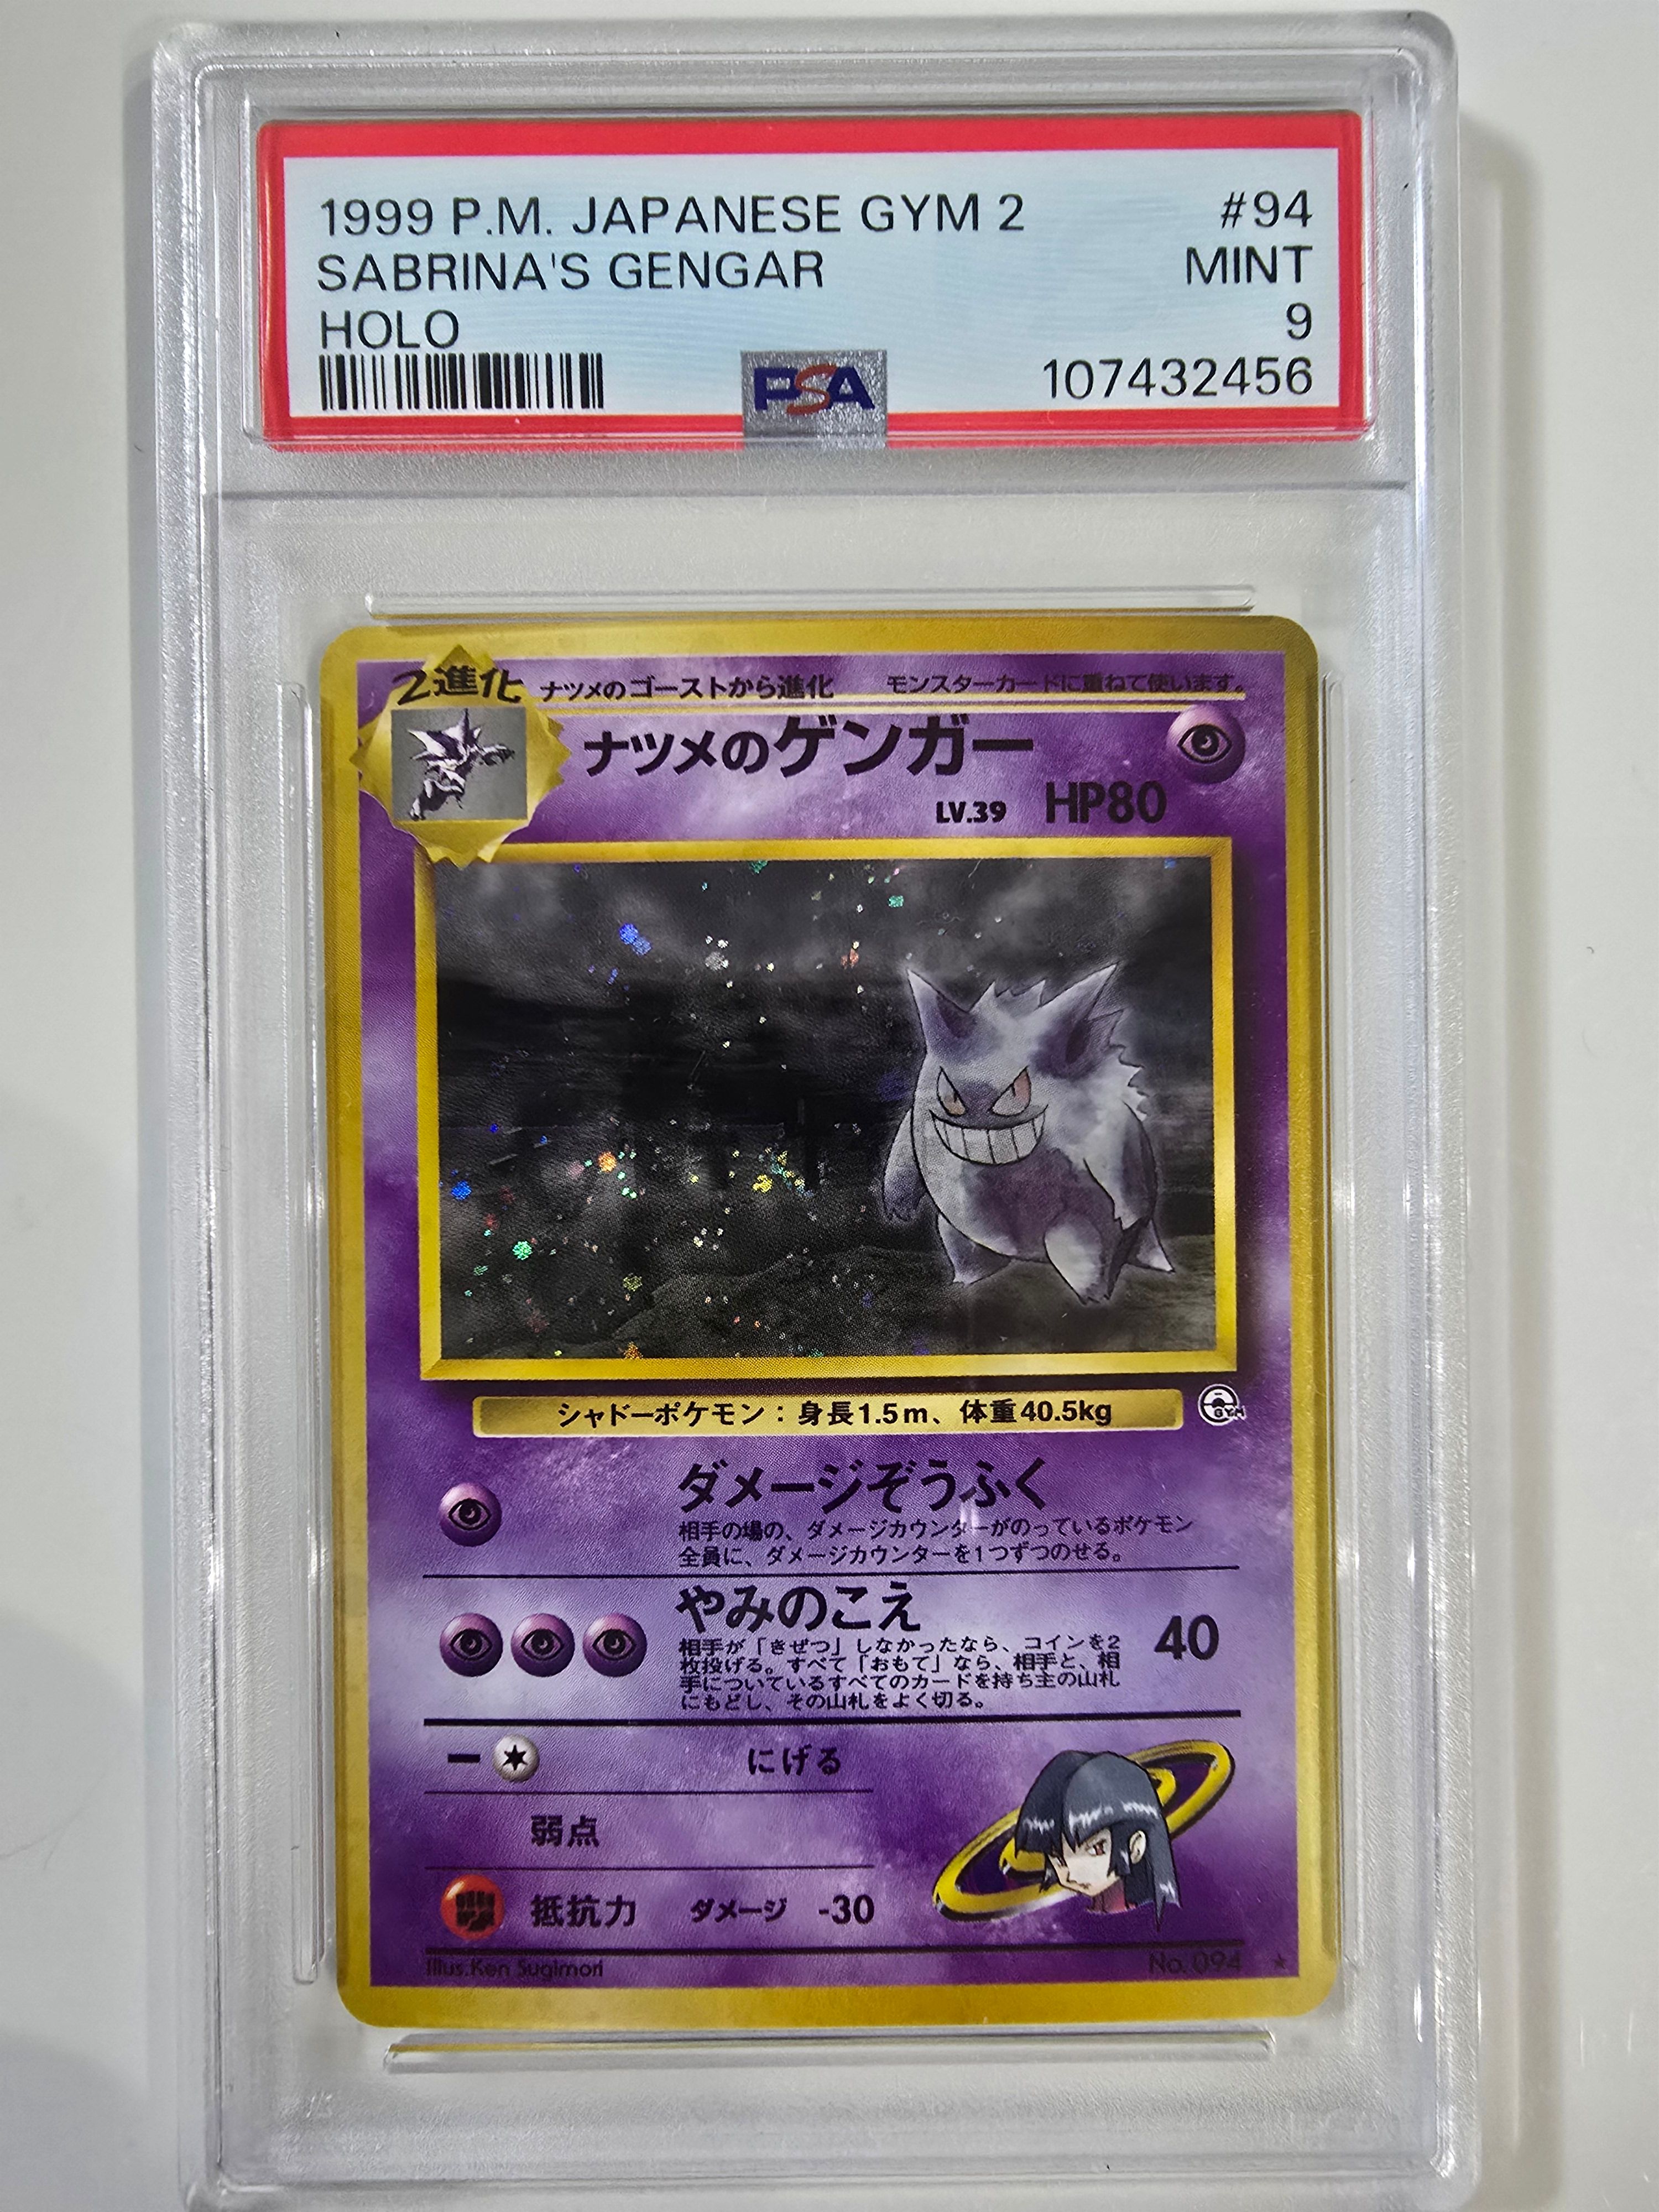 1999 P.M. JAPANESE GYM 2 #94
SABRINA'S GENGAR MINT
HOLO 9
PSA 107432456
2進化 ナツメのゴーストから進化 モンスターカードに重ねて使います。
ナツメのゲンガー
LV.39 HP80
シャドーポケモン:身長1.5m、体重40.5kg
GYM
ダメージぞうふく
相手の場の、ダメージカウンターがのっているポケモン
全員に、ダメージカウンターを1つずつのせる。
やみのこえ 40
相手が「きぜつ」しなかったなら、コインを2
枚投げる。すべて「おもて」なら、相手と、相
手についているすべてのカードを持ち主の山札
にもどし、その山札をよく切る。
ー にげる
弱点
抵抗力 ダメージ -30
Illus.Ken Sugimori No.094 ★